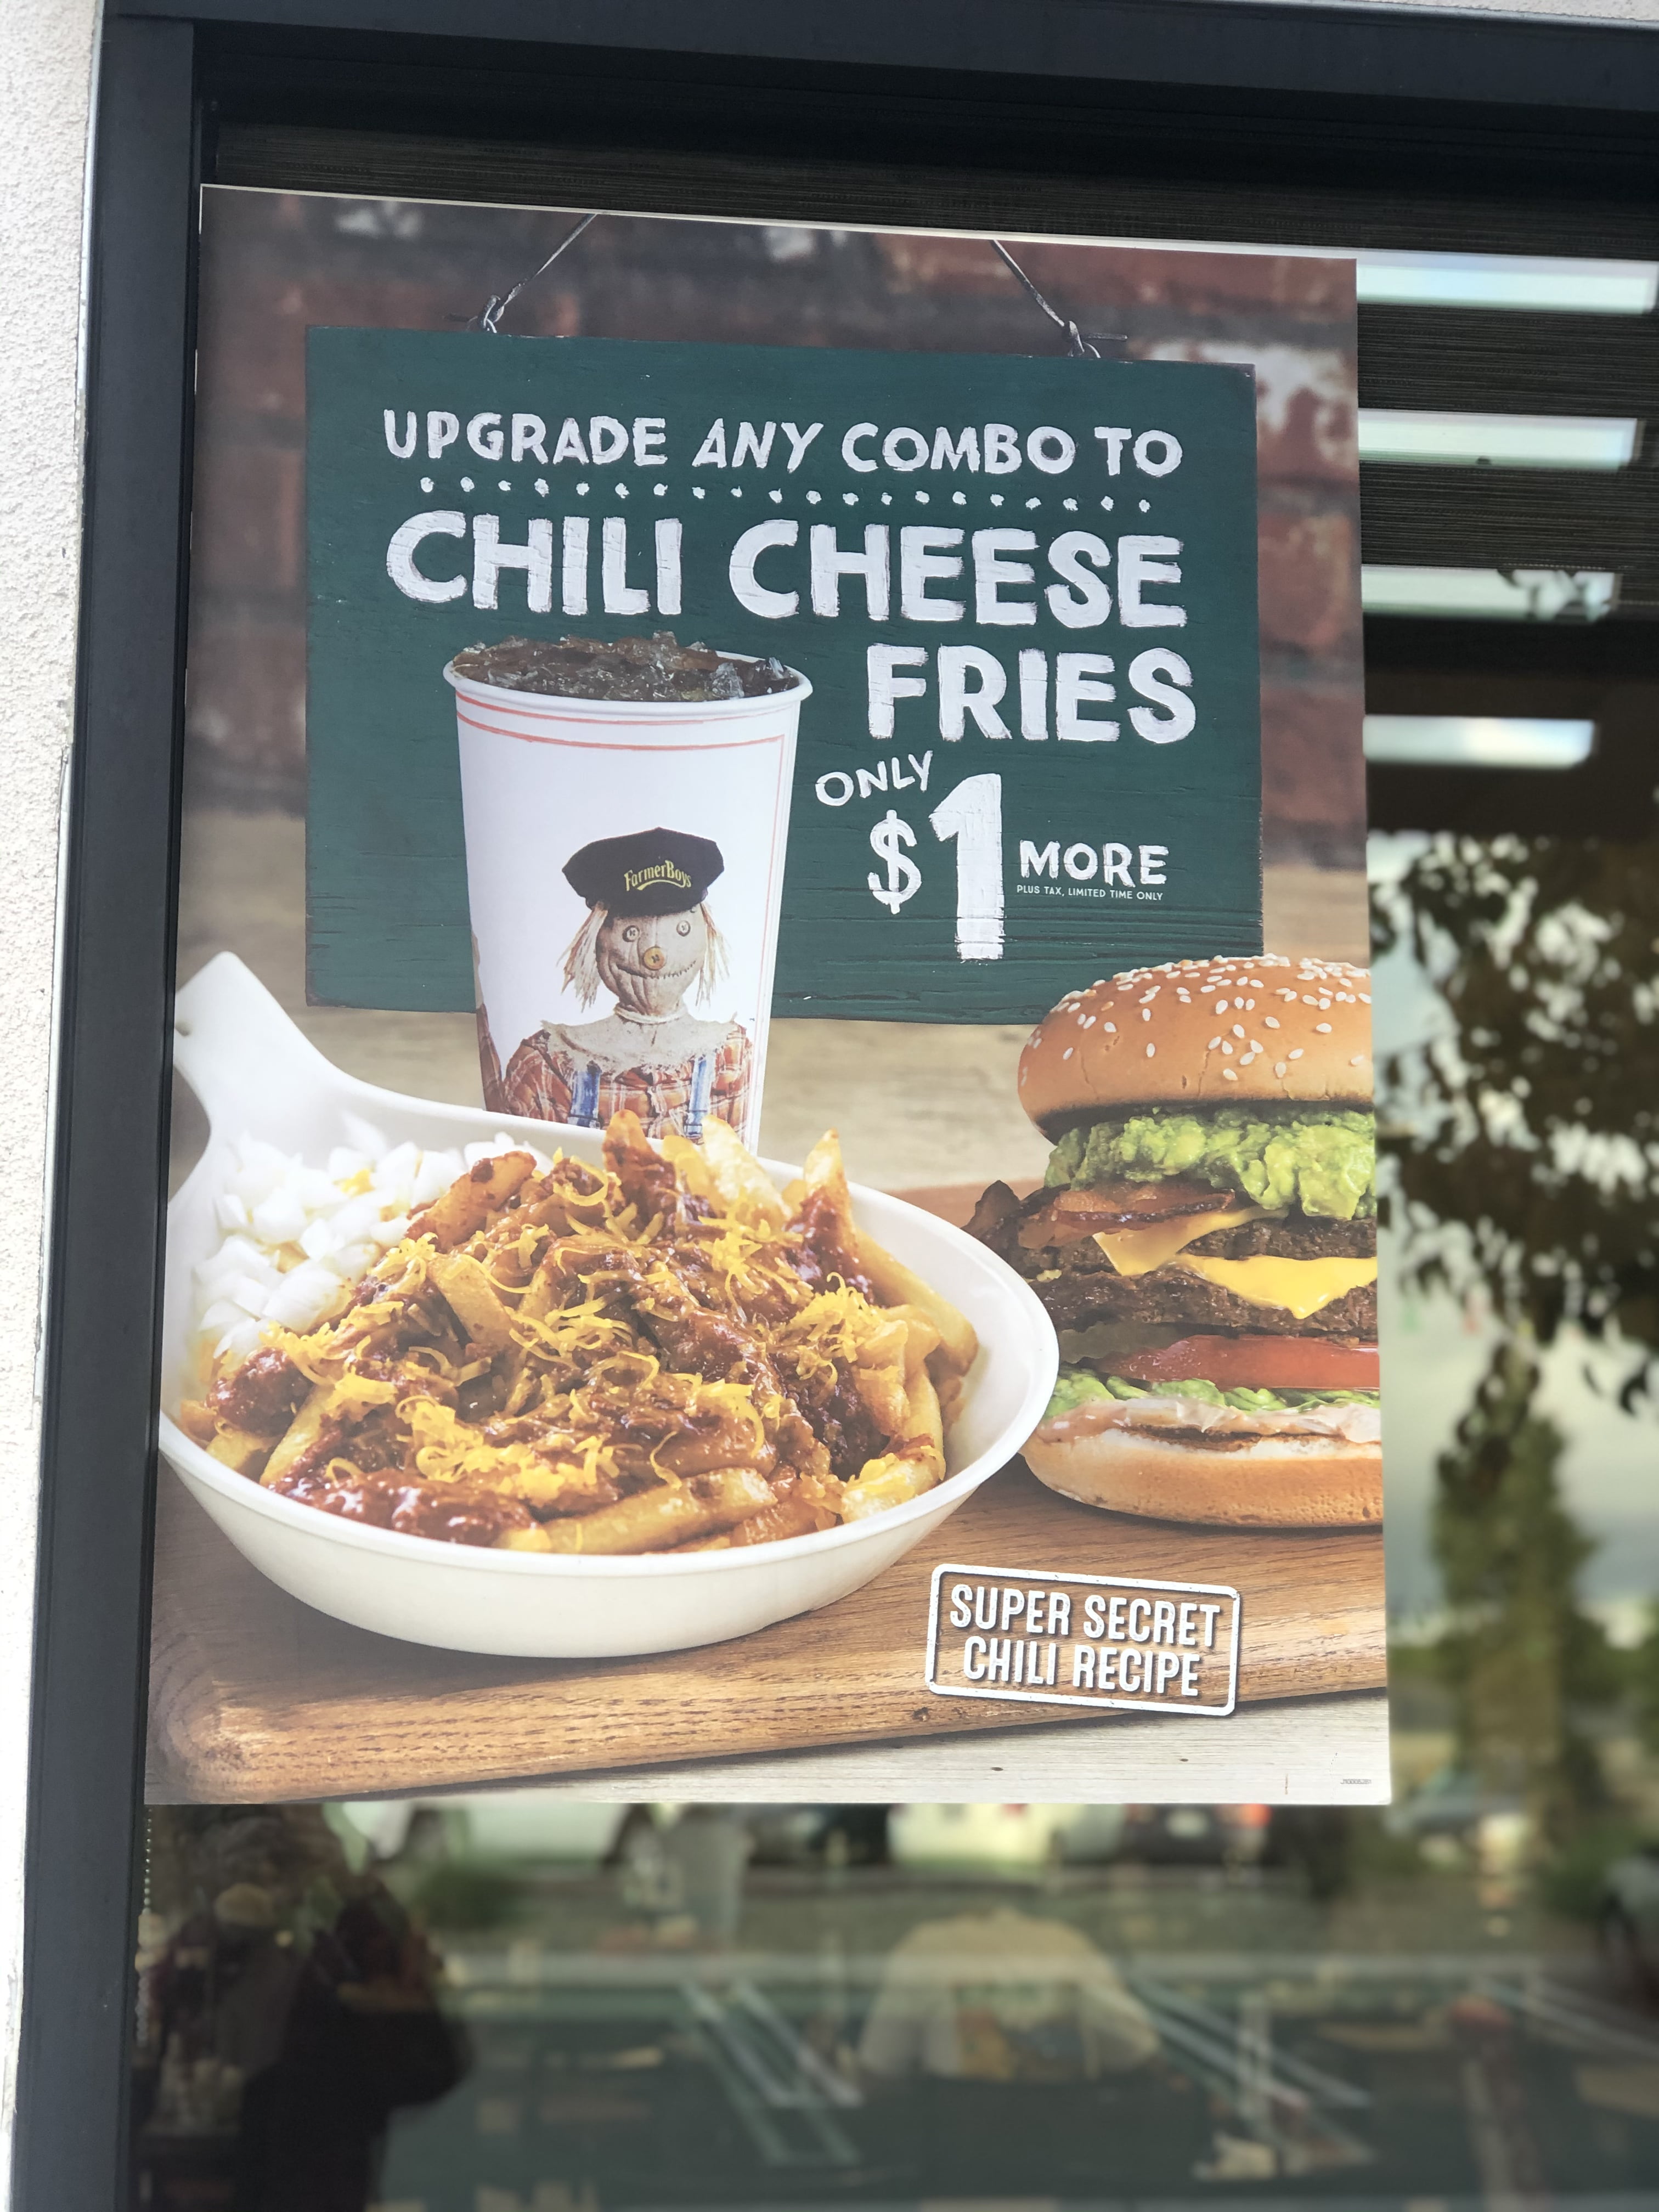 UPGRADE ANY COMBO TO
CHILI CHEESE
FRIES
ONLY
$1 MORE
PLUS TAX, LIMITED TIME ONLY
FarmerBoys
SUPER SECRET
CHILI RECIPE